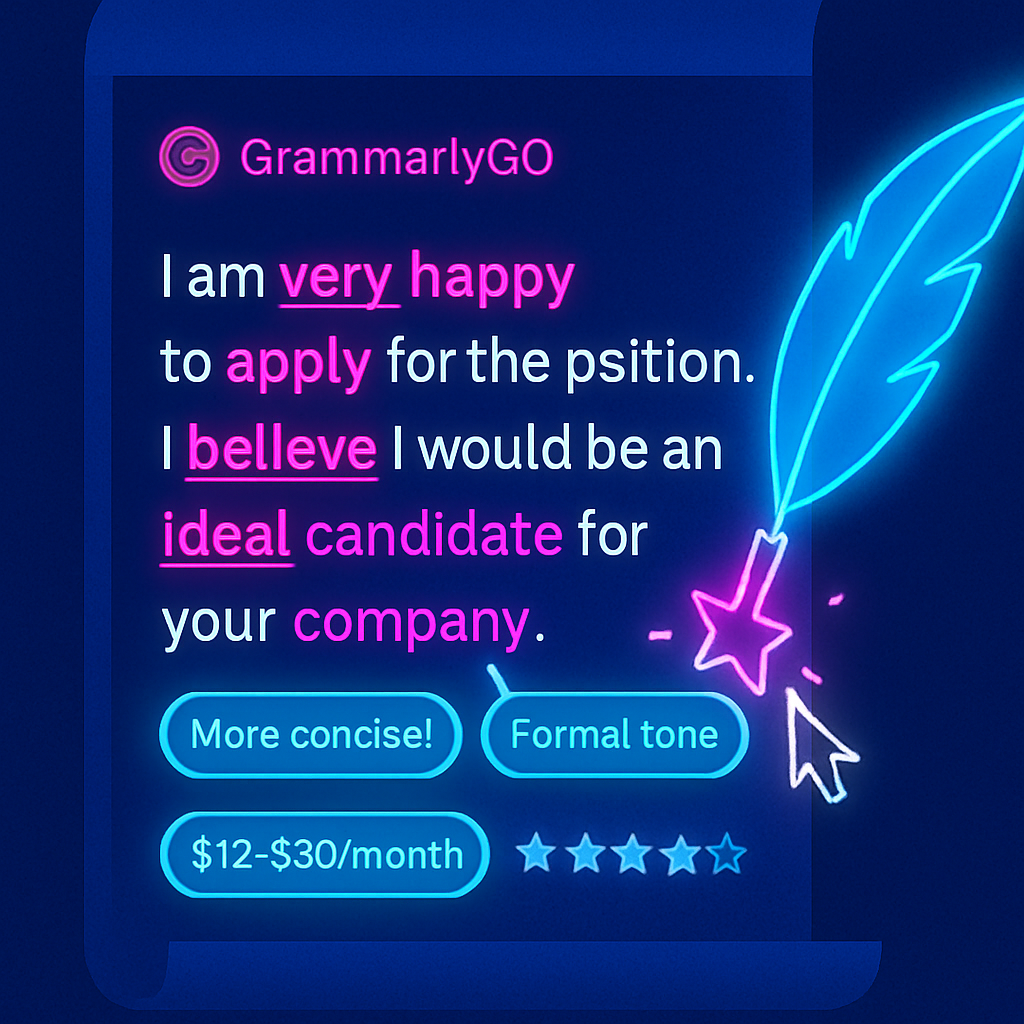 GrammarlyGO
I am very happy
to apply for the psition.
I belleve I would be an
ideal candidate for
your company.
More concise!
Formal tone
$12-$30/month